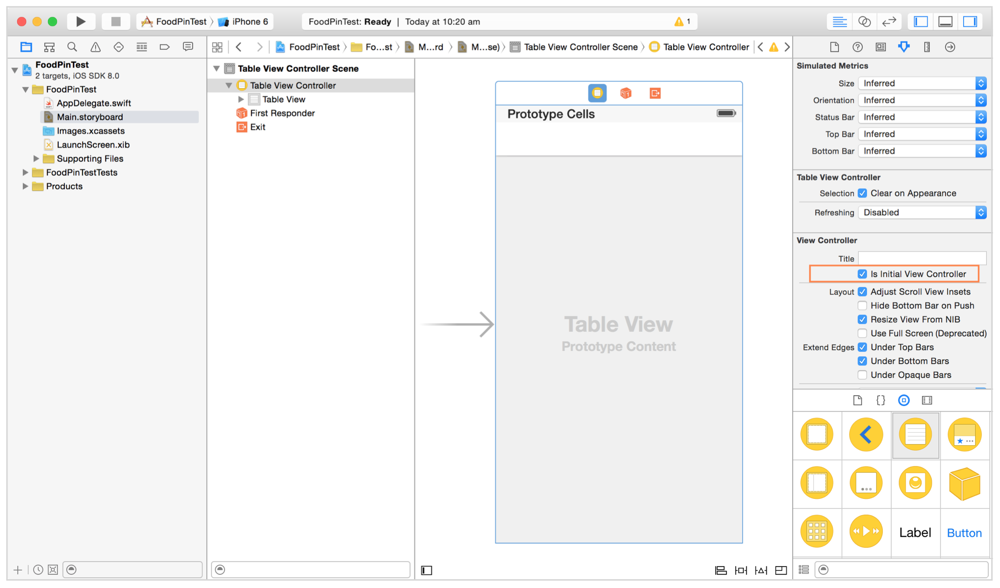 FoodPinTest iPhone 6
FoodPinTest: Ready | Today at 10:20 am 1
FoodPinTest Fo...st M...rd M...se) Table View Controller Scene Table View Controller
FoodPinTest
2 targets, iOS SDK 8.0
FoodPinTest
AppDelegate.swift
Main.storyboard
Images.xcassets
LaunchScreen.xib
Supporting Files
FoodPinTestTests
Products
Table View Controller Scene
Table View Controller
Table View
First Responder
Exit
Prototype Cells
Table View
Prototype Content
Simulated Metrics
Size Inferred
Orientation Inferred
Status Bar Inferred
Top Bar Inferred
Bottom Bar Inferred
Table View Controller
Selection Clear on Appearance
Refreshing Disabled
View Controller
Title
Is Initial View Controller
Layout Adjust Scroll View Insets
Hide Bottom Bar on Push
Resize View From NIB
Use Full Screen (Deprecated)
Extend Edges Under Top Bars
Under Bottom Bars
Under Opaque Bars
Label Button